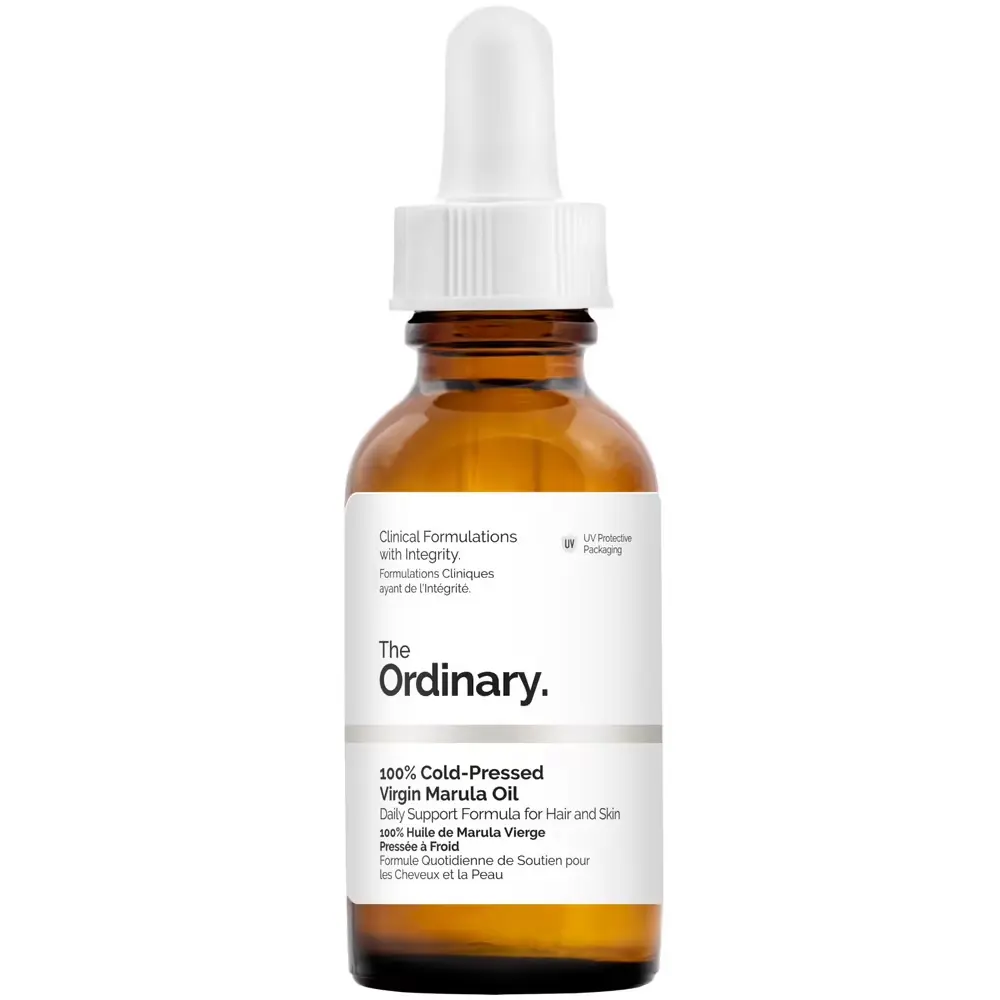 Clinical Formulations
with Integrity.
Formulations Cliniques
ayant de l'Intégrité.
UV
UV Protective
Packaging
The
Ordinary.
100% Cold-Pressed
Virgin Marula Oil
Daily Support Formula for Hair and Skin
100% Huile de Marula Vierge
Pressée à Froid
Formule Quotidienne de Soutien pour
les Cheveux et la Peau